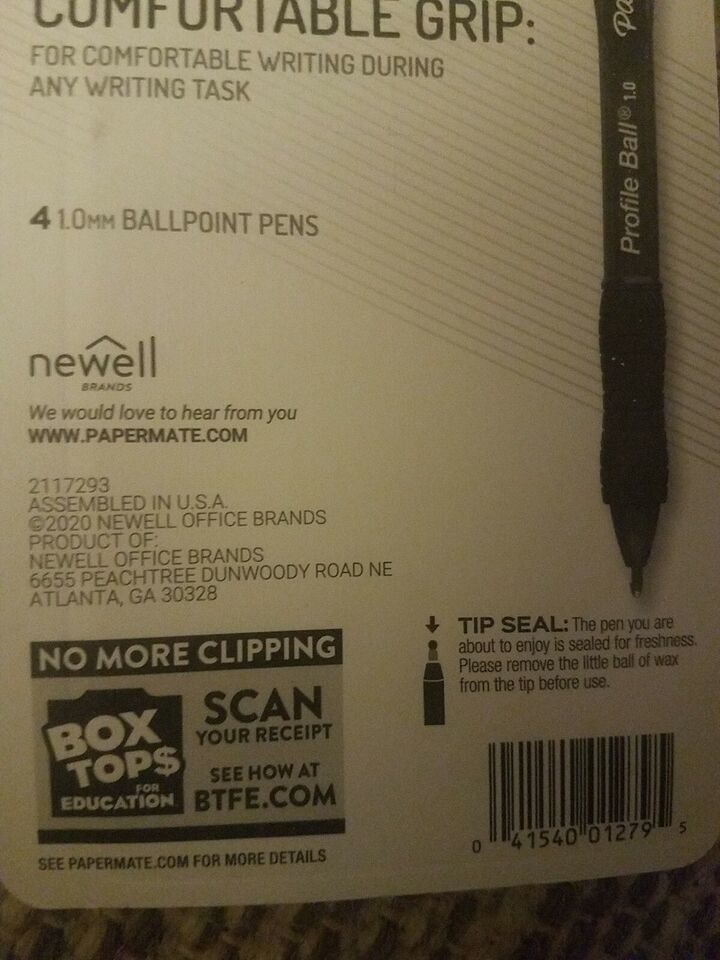 COMFORTABLE GRIP:
FOR COMFORTABLE WRITING DURING
ANY WRITING TASK
4 1.0MM BALLPOINT PENS
Profile Ball® 1.0 Pa
newell
BRANDS
We would love to hear from you
WWW.PAPERMATE.COM
2117293
ASSEMBLED IN U.S.A.
©2020 NEWELL OFFICE BRANDS
PRODUCT OF:
NEWELL OFFICE BRANDS
6655 PEACHTREE DUNWOODY ROAD NE
ATLANTA, GA 30328
TIP SEAL: The pen you are
about to enjoy is sealed for freshness.
Please remove the little ball of wax
from the tip before use.
NO MORE CLIPPING
BOX
TOP$
FOR
EDUCATION
SCAN
YOUR RECEIPT
SEE HOW AT
BTFE.COM
SEE PAPERMATE.COM FOR MORE DETAILS
0 41540 01279 5